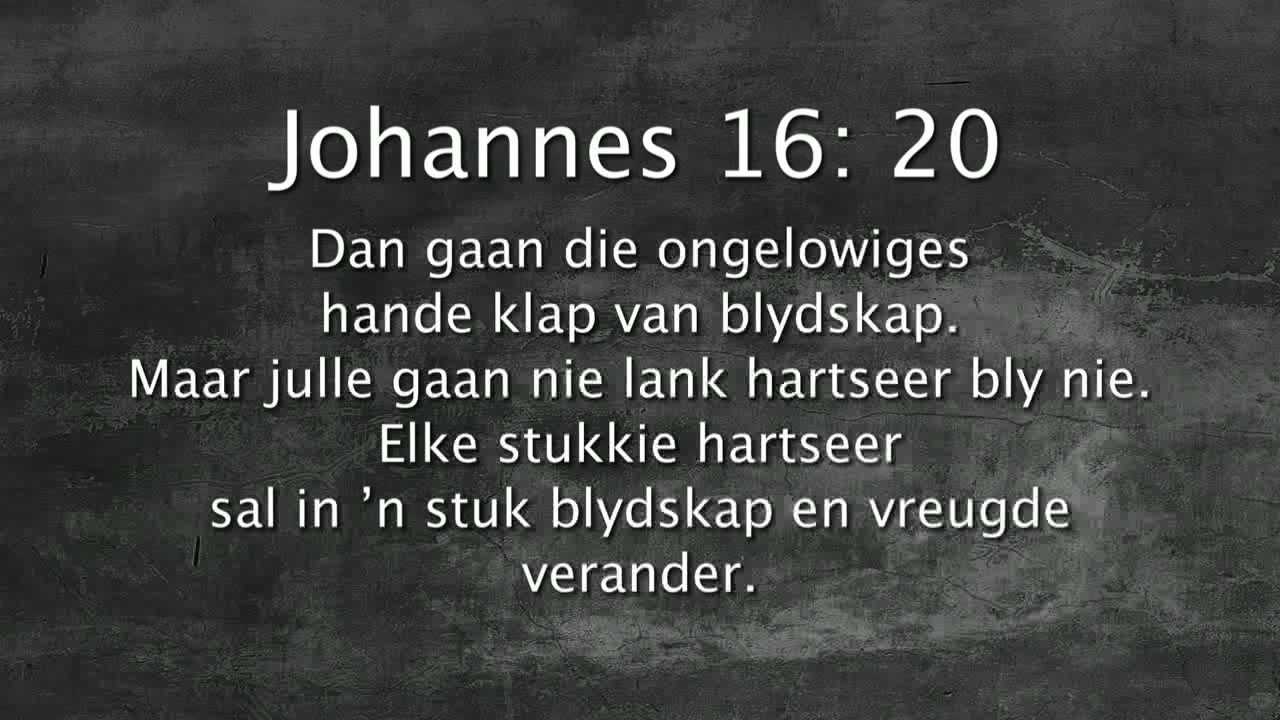 Johannes 16: 20
Dan gaan die ongelowiges
hande klap van blydskap.
Maar julle gaan nie lank hartseer bly nie.
Elke stukkie hartseer
sal in ’n stuk blydskap en vreugde
verander.